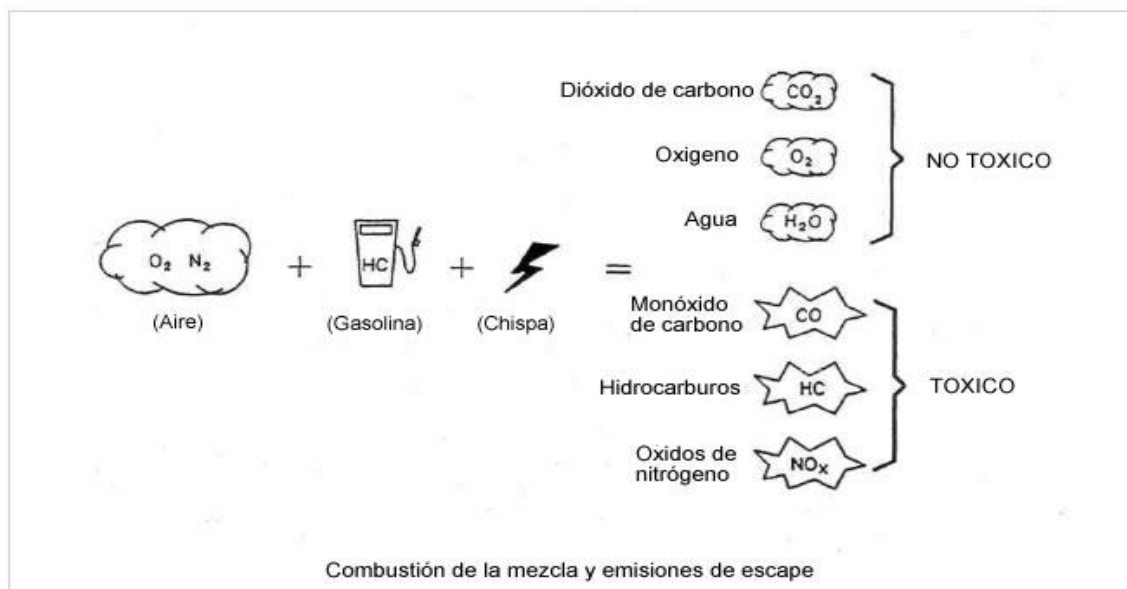 Dióxido de carbono CO₂
Oxigeno O₂
NO TOXICO
Agua H₂O
O₂ N₂
(Aire)
+
HC
(Gasolina)
+
(Chispa)
=
Monóxido
de carbono
CO
Hidrocarburos HC
TOXICO
Oxidos de
nitrógeno
NOx
Combustión de la mezcla y emisiones de escape